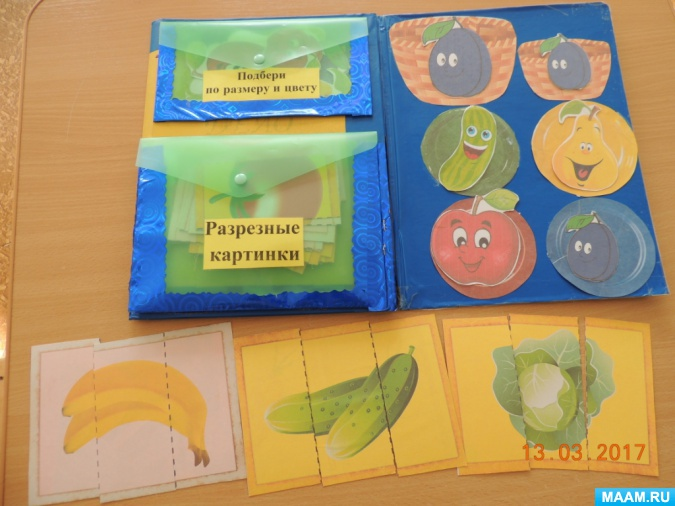 Подбери
по размеру и цвету
Разрезные
картинки
13.03.2017
MAAM.RU